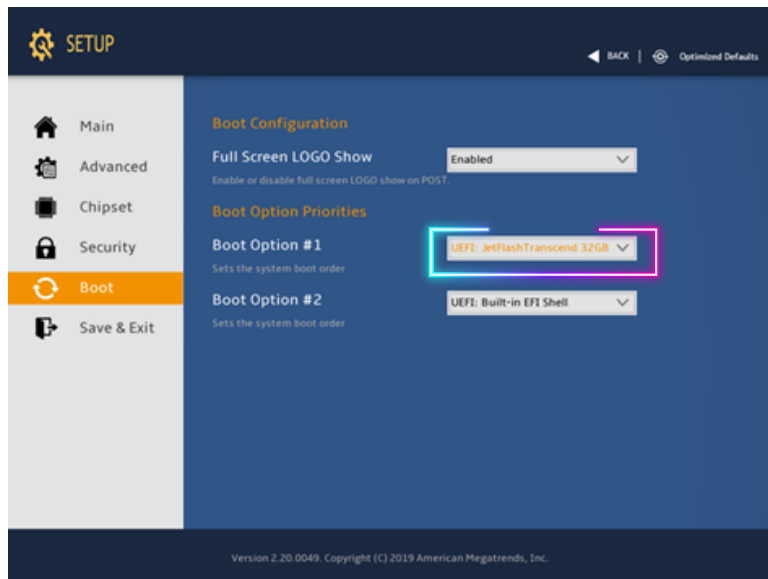 SETUP
BACK | Optimized Defaults
Main
Advanced
Chipset
Security
Boot
Save & Exit
Boot Configuration
Full Screen LOGO Show
Enabled
Enable or disable full screen LOGO show on POST.
Boot Option Priorities
Boot Option #1
UEFI: JetFlashTranscend 32GB
Sets the system boot order
Boot Option #2
UEFI: Built-in EFI Shell
Sets the system boot order
Version 2.20.0049. Copyright (C) 2019 American Megatrends, Inc.